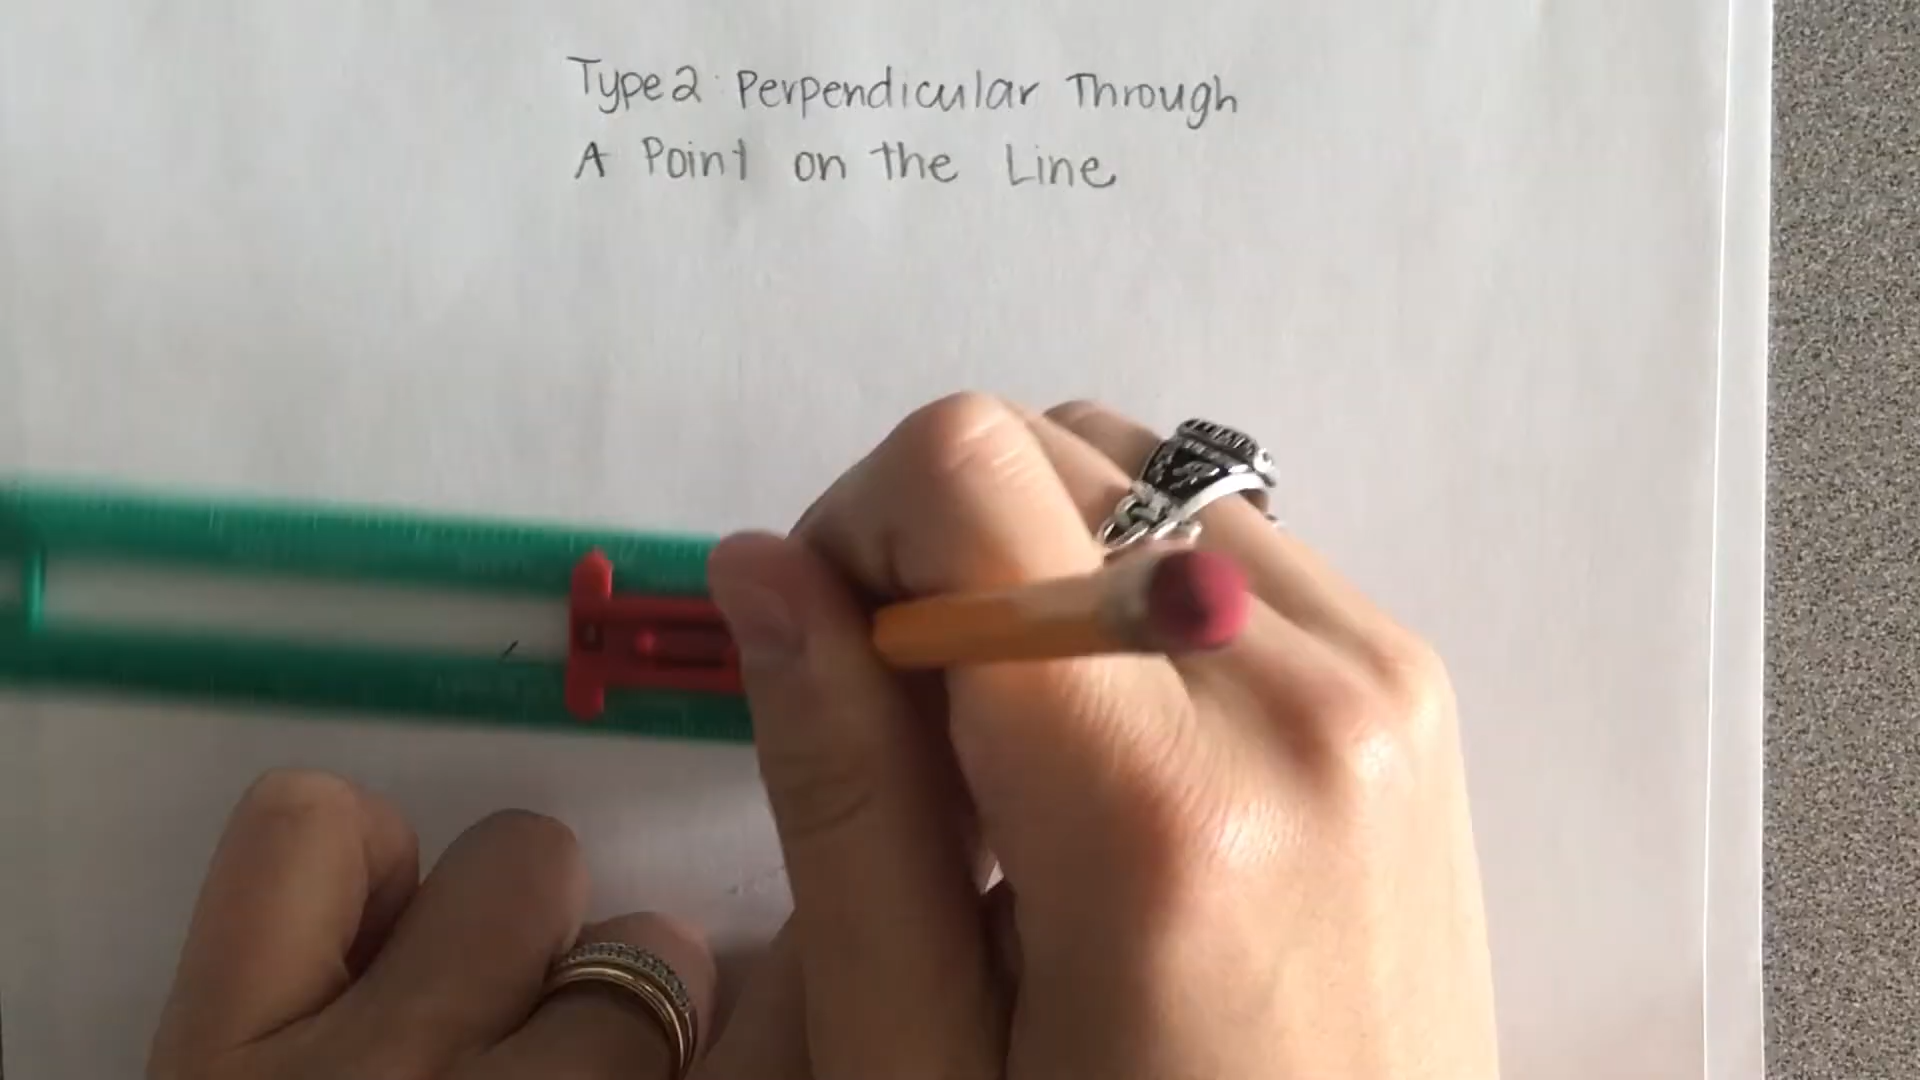 Type 2: Perpendicular Through
A Point on the Line